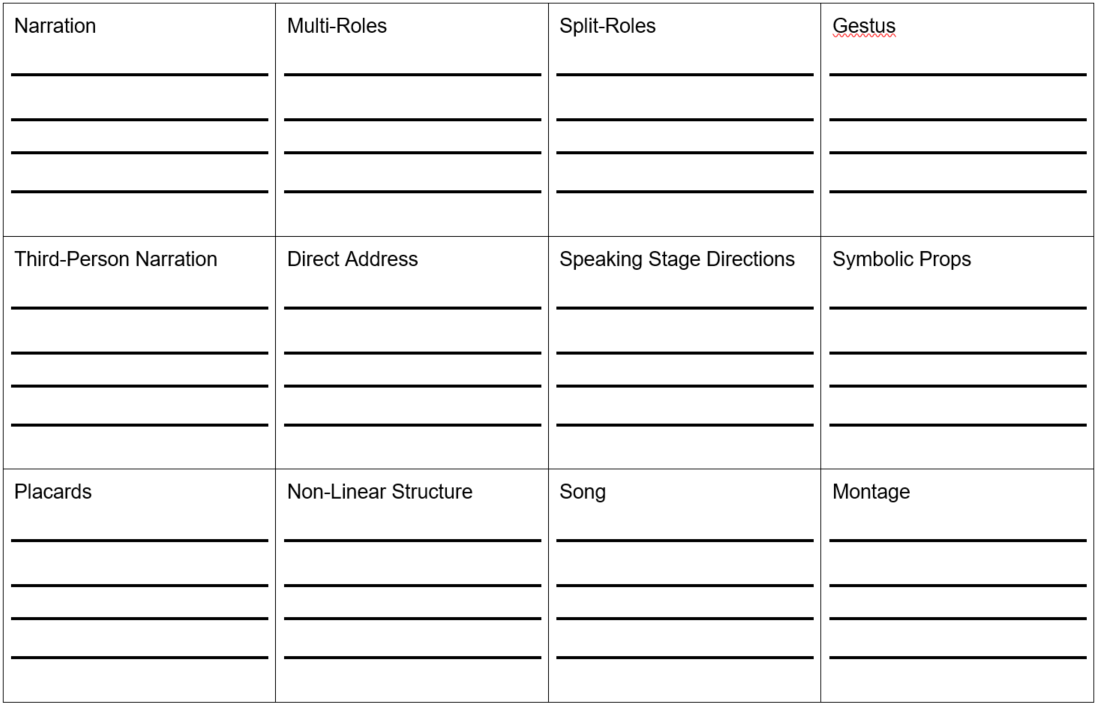 Narration
Multi-Roles
Split-Roles
Gestus
Third-Person Narration
Direct Address
Speaking Stage Directions
Symbolic Props
Placards
Non-Linear Structure
Song
Montage